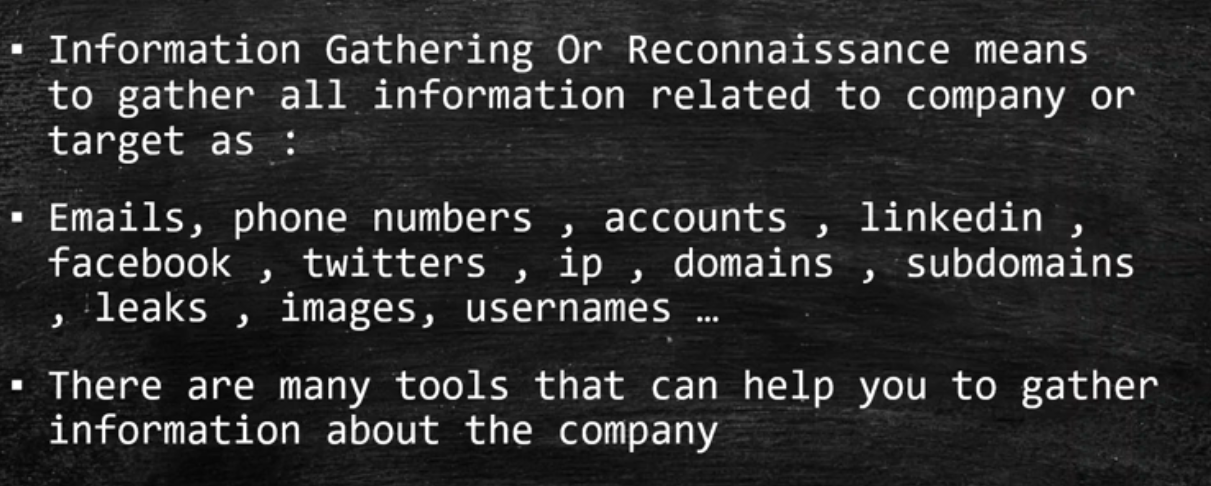 ▪ Information Gathering Or Reconnaissance means
to gather all information related to company or
target as :
▪ Emails, phone numbers , accounts , linkedin ,
facebook , twitters , ip , domains , subdomains
, leaks , images, usernames …
▪ There are many tools that can help you to gather
information about the company